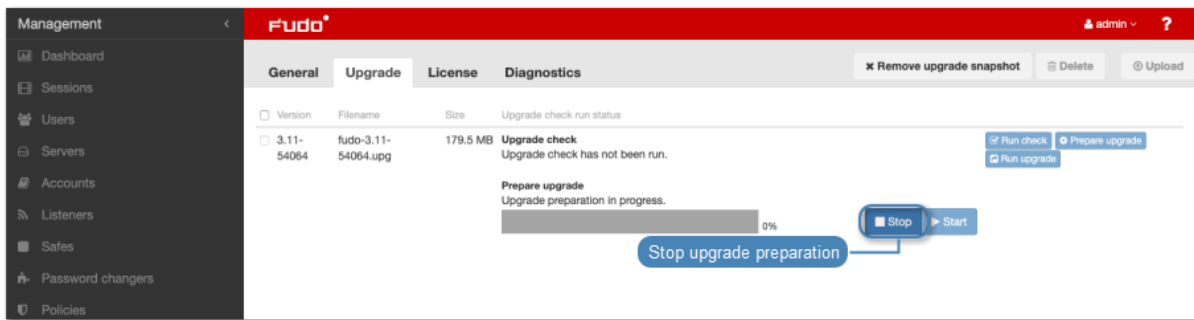 Management
Dashboard
Sessions
Users
Servers
Accounts
Listeners
Safes
Password changers
Policies
FUDO
admin
?
General Upgrade License Diagnostics
Remove upgrade snapshot Delete Upload
Version Filename Size Upgrade check run status
3.11-
54064
fudo-3.11-
54064.upg
179.5 MB
Upgrade check
Upgrade check has not been run.
Run check Prepare upgrade
Run upgrade
Prepare upgrade
Upgrade preparation in progress.
0%
Stop Start
Stop upgrade preparation